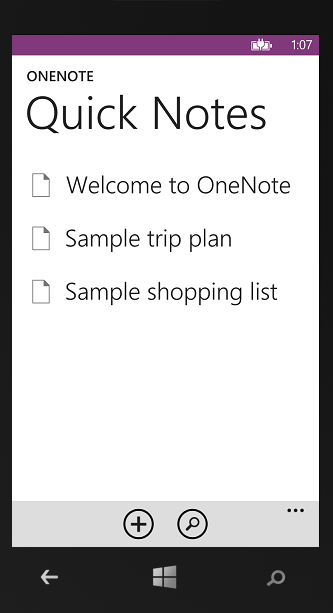 1:07
ONENOTE
Quick Notes
Welcome to OneNote
Sample trip plan
Sample shopping list